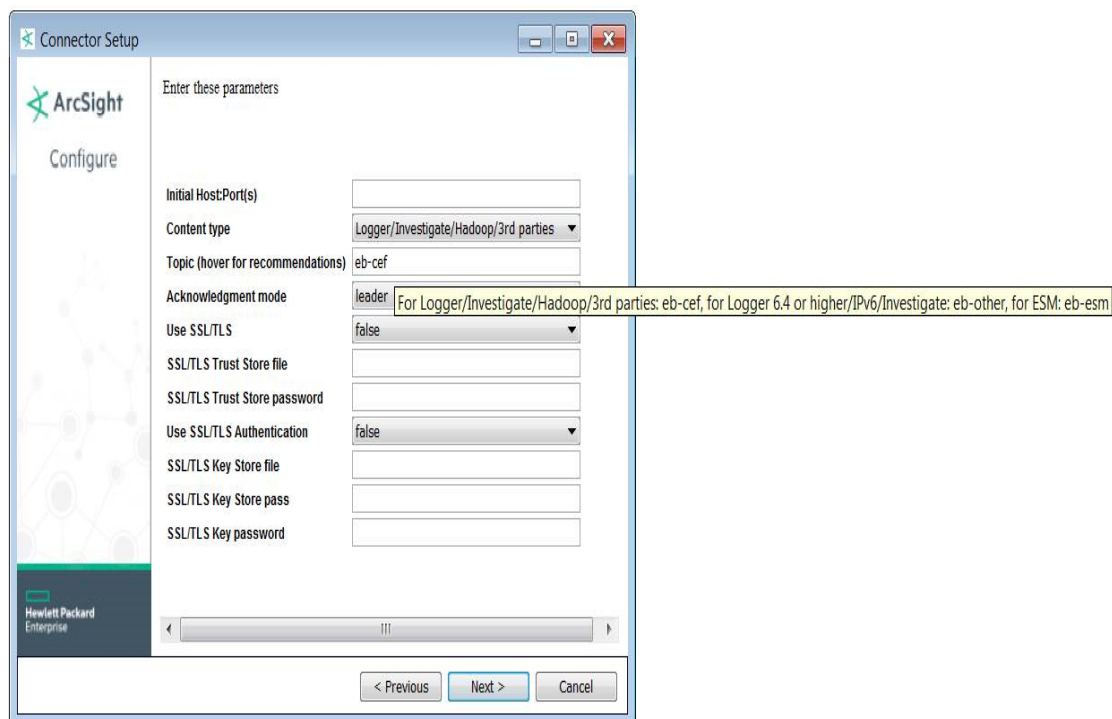 Connector Setup
ArcSight
Configure
Enter these parameters
Initial Host:Port(s)
Content type Logger/Investigate/Hadoop/3rd parties
Topic (hover for recommendations) eb-cef
Acknowledgment mode leader
For Logger/Investigate/Hadoop/3rd parties: eb-cef, for Logger 6.4 or higher/IPv6/Investigate: eb-other, for ESM: eb-esm
Use SSL/TLS false
SSL/TLS Trust Store file
SSL/TLS Trust Store password
Use SSL/TLS Authentication false
SSL/TLS Key Store file
SSL/TLS Key Store pass
SSL/TLS Key password
Hewlett Packard
Enterprise
< Previous Next > Cancel